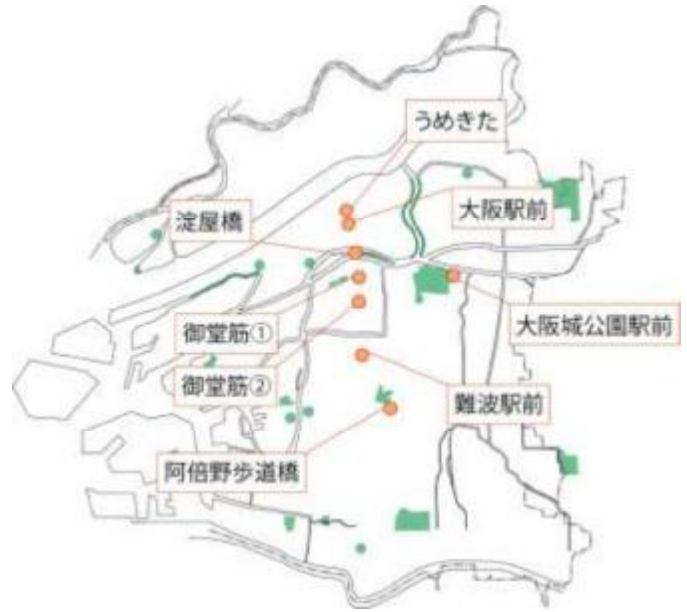 うめきた
大阪駅前
淀屋橋
大阪城公園駅前
御堂筋①
御堂筋②
難波駅前
阿倍野歩道橋